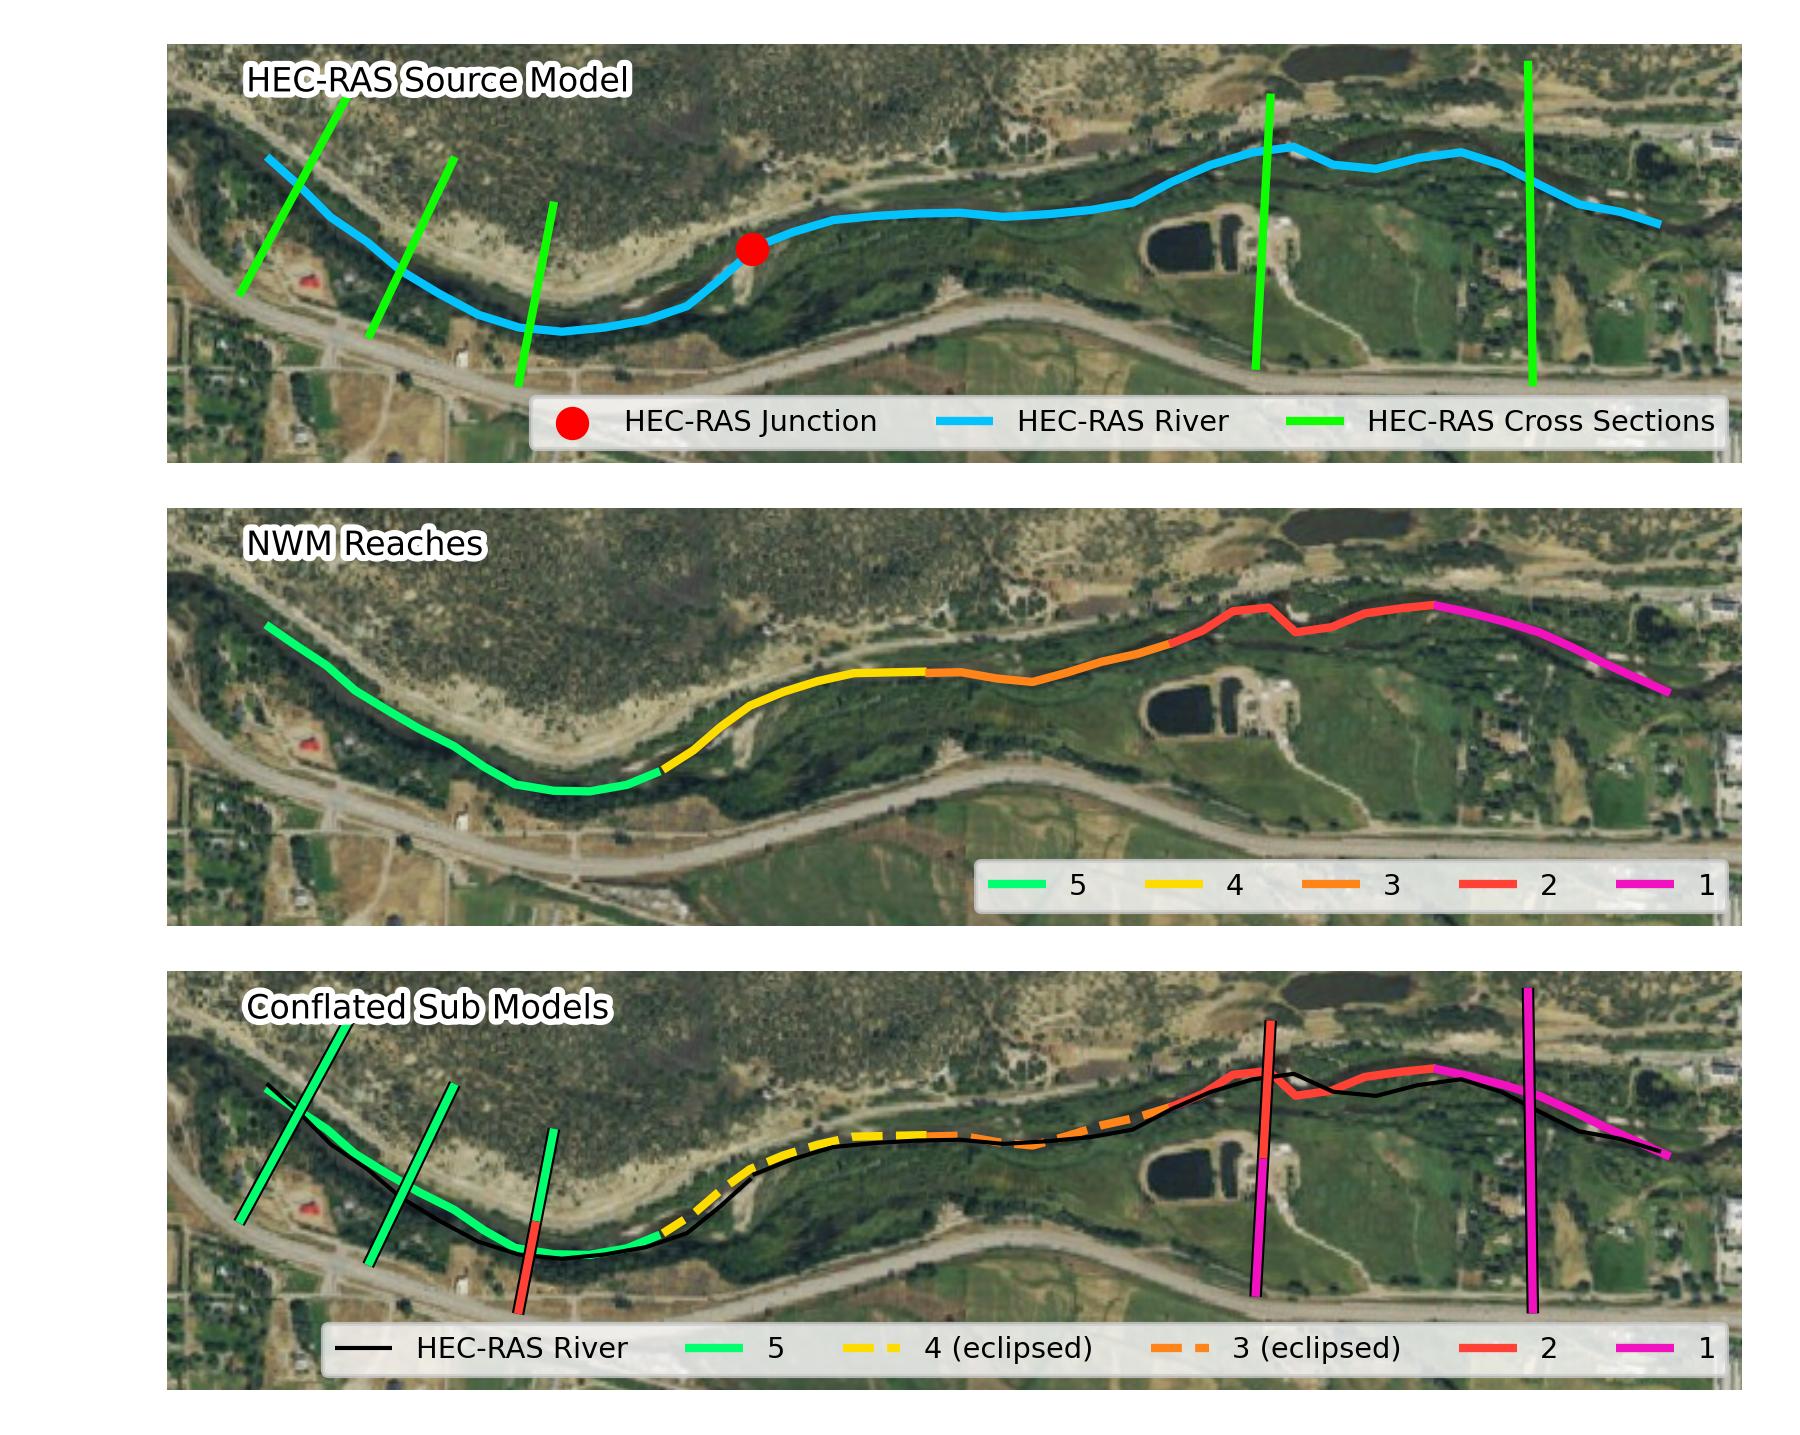 HEC-RAS Source Model
HEC-RAS Junction HEC-RAS River HEC-RAS Cross Sections
NWM Reaches
5 4 3 2 1
Conflated Sub Models
HEC-RAS River 5 4 (eclipsed) 3 (eclipsed) 2 1